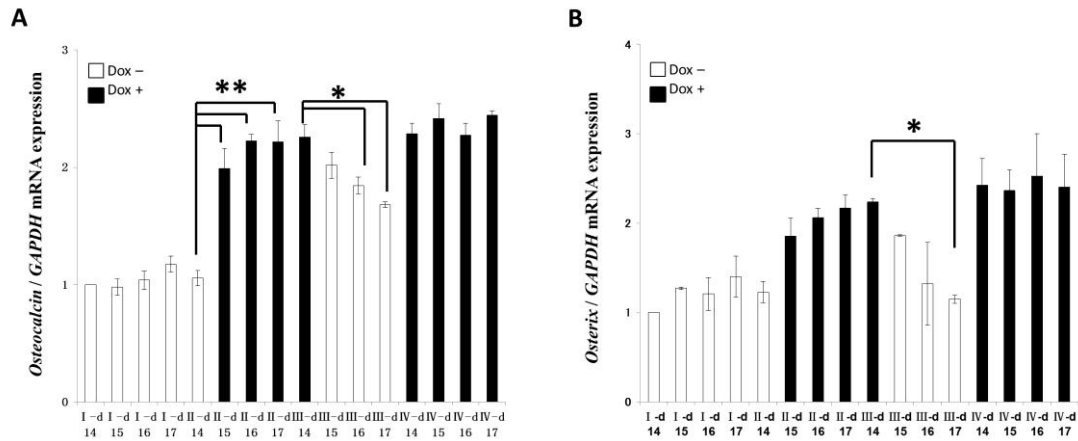 A
Osteocalcin / GAPDH mRNA expression
3
2
1
0
Dox −
Dox +
**
*
I −d I −d I −d I −d II −d II −d II −d II −d III−d III−d III−d III−d IV−d IV−d IV−d IV−d
14 15 16 17 14 15 16 17 14 15 16 17 14 15 16 17
B
Osterix / GAPDH mRNA expression
4
3
2
1
0
Dox −
Dox +
*
I -d I -d I -d I -d II -d II -d II -d II -d III-d III-d III-d III-d IV-d IV-d IV-d IV-d
14 15 16 17 14 15 16 17 14 15 16 17 14 15 16 17